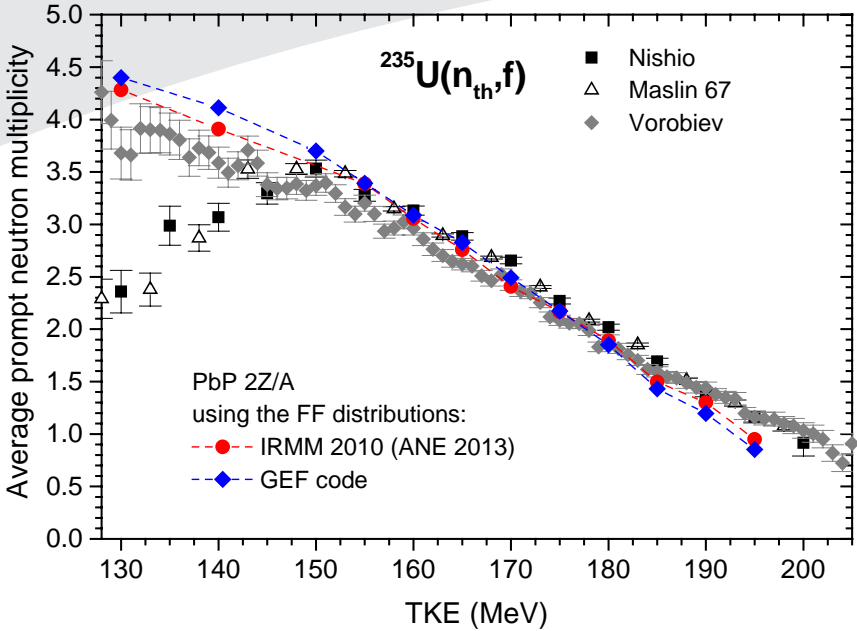 5.0
4.5
4.0
3.5
3.0
2.5
2.0
1.5
1.0
0.5
0.0
Average prompt neutron multiplicity
²³⁵U(nth,f)
Nishio
Maslin 67
Vorobiev
PbP 2Z/A
using the FF distributions:
IRMM 2010 (ANE 2013)
GEF code
130 140 150 160 170 180 190 200
TKE (MeV)